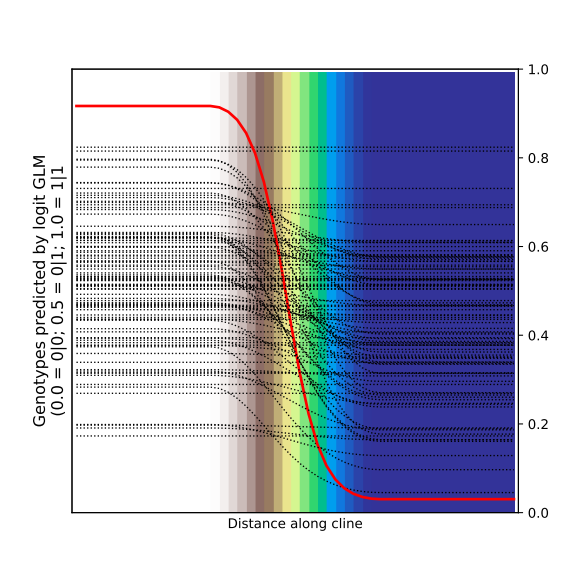 Genotypes predicted by logit GLM
(0.0 = 0|0; 0.5 = 0|1; 1.0 = 1|1
1.0
0.8
0.6
0.4
0.2
0.0
Distance along cline